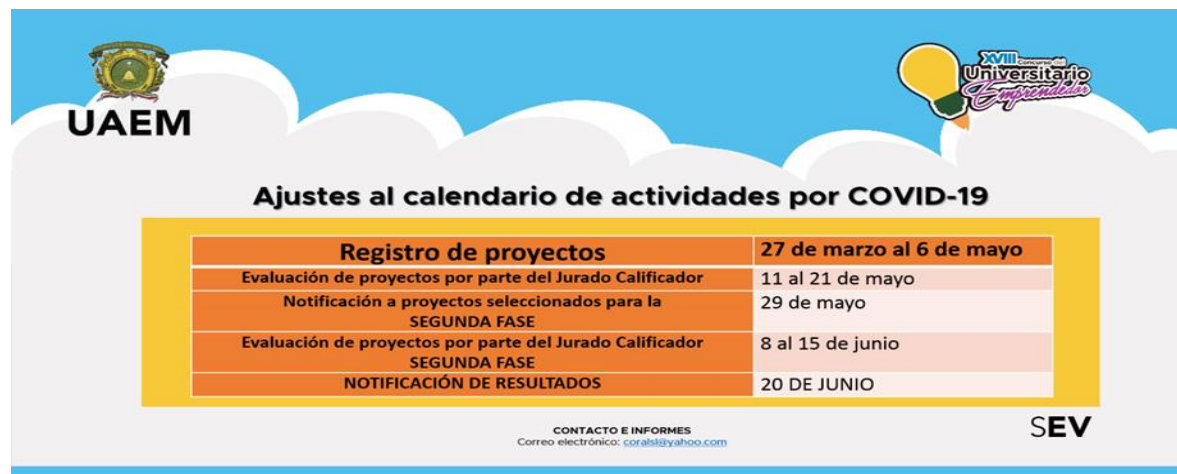 UAEM
XVIII Concurso del
Universitario
Emprendedor
Ajustes al calendario de actividades por COVID-19
Registro de proyectos 27 de marzo al 6 de mayo
Evaluación de proyectos por parte del Jurado Calificador 11 al 21 de mayo
Notificación a proyectos seleccionados para la 29 de mayo
SEGUNDA FASE
Evaluación de proyectos por parte del Jurado Calificador 8 al 15 de junio
SEGUNDA FASE
NOTIFICACIÓN DE RESULTADOS 20 DE JUNIO
CONTACTO E INFORMES
Correo electrónico: coralsl@yahoo.com
SEV